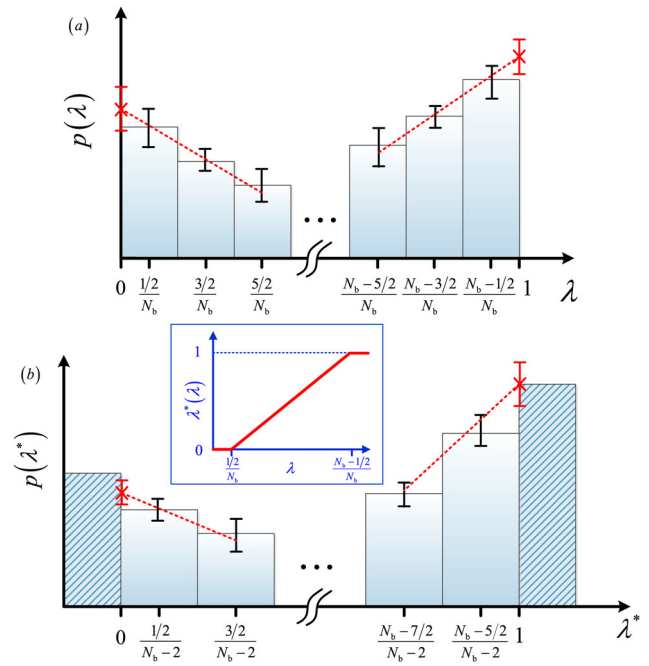 (a)
p(λ)
...
0 1/2/N_b 3/2/N_b 5/2/N_b N_b−5/2/N_b N_b−3/2/N_b N_b−1/2/N_b 1 λ
(b)
1
λ*(λ)
0
1/2/N_b λ N_b−1/2/N_b
p(λ*)
...
0 1/2/N_b−2 3/2/N_b−2 N_b−7/2/N_b−2 N_b−5/2/N_b−2 1 λ*